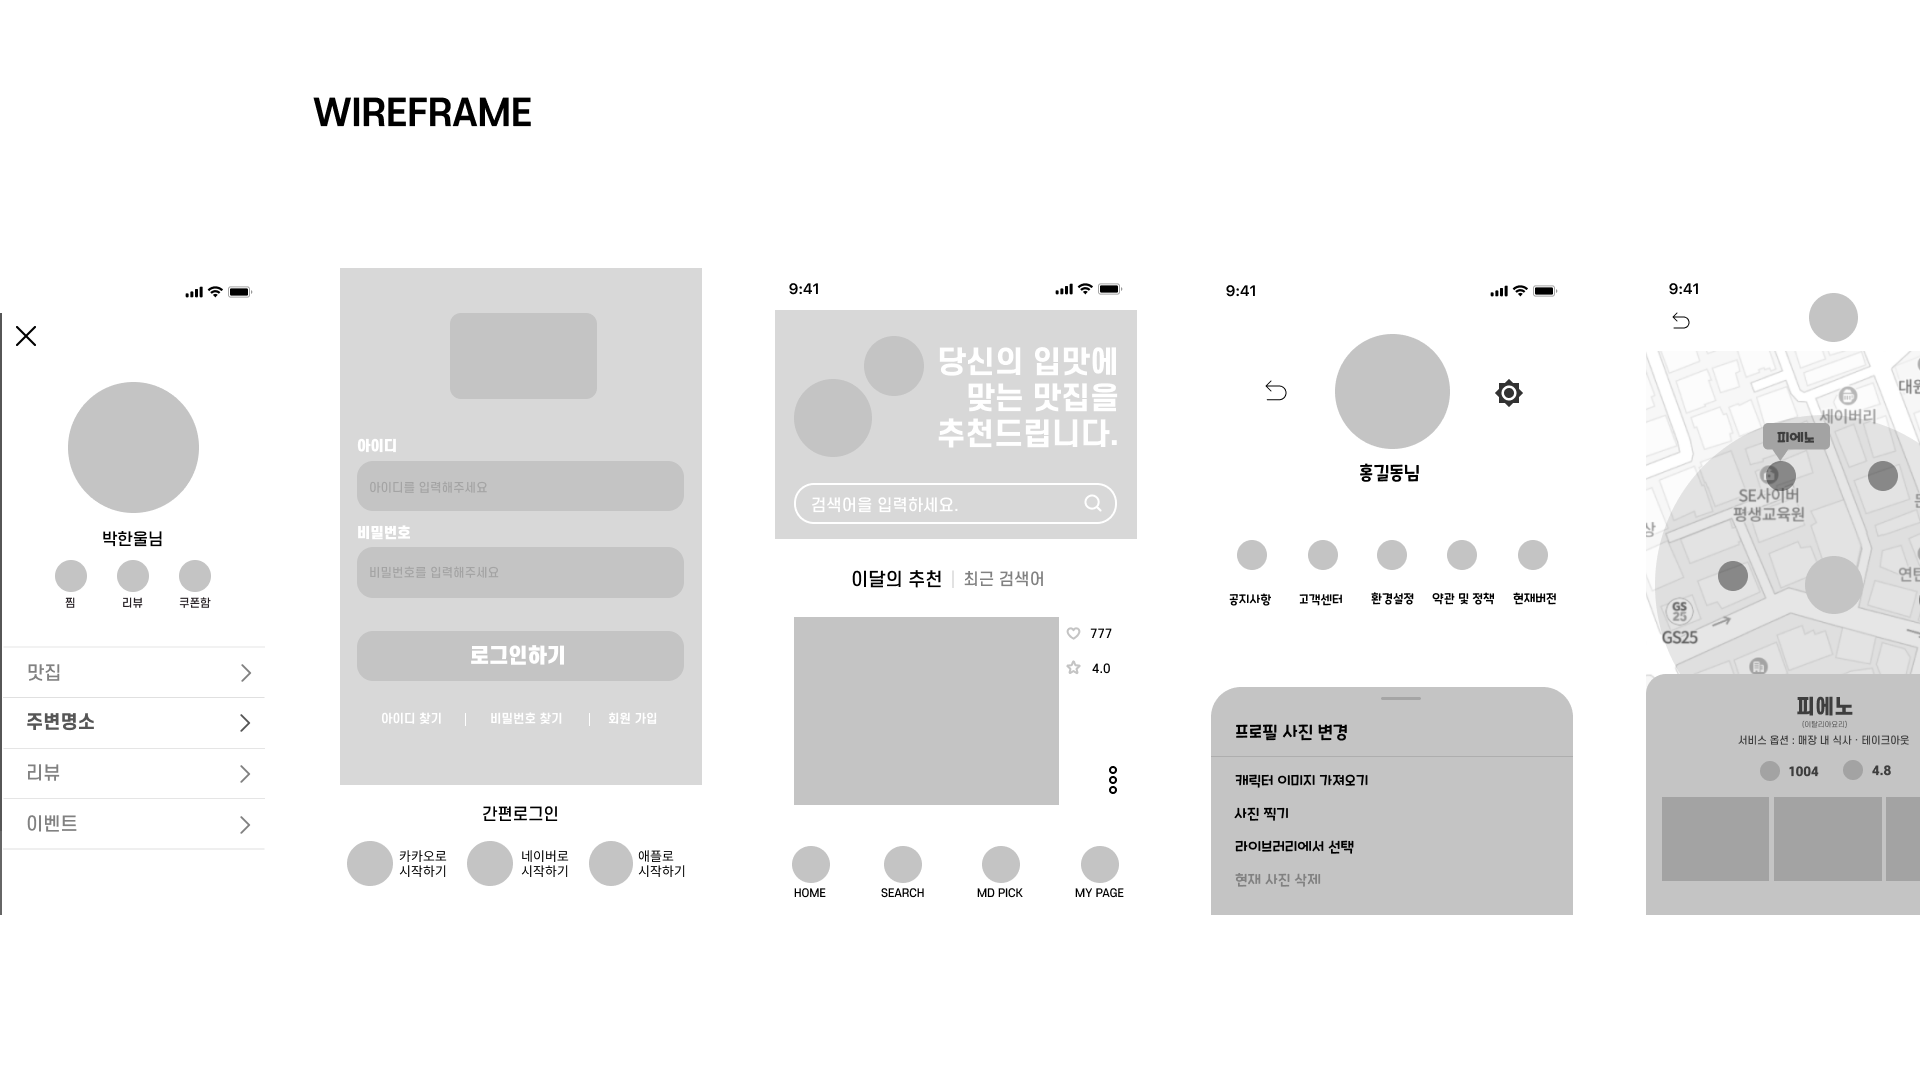 WIREFRAME
박한울님
찜
리뷰
쿠폰함
맛집
주변명소
리뷰
이벤트
아이디
아이디를 입력해주세요
비밀번호
비밀번호를 입력해주세요
로그인하기
아이디 찾기 | 비밀번호 찾기 | 회원 가입
간편로그인
카카오로
시작하기
네이버로
시작하기
애플로
시작하기
9:41
당신의 입맛에
맞는 맛집을
추천드립니다.
검색어을 입력하세요.
이달의 추천 | 최근 검색어
777
4.0
HOME
SEARCH
MD PICK
MY PAGE
9:41
홍길동님
공지사항
고객센터
환경설정
약관 및 정책
현재버전
프로필 사진 변경
캐릭터 이미지 가져오기
사진 찍기
라이브러리에서 선택
현재 사진 삭제
9:41
대원
세이버리
피에노
SE사이버
평생교육원
상
연탄
GS
25
GS25
피에노
(이탈리아요리)
서비스 옵션 : 매장 내 식사 · 테이크아웃
1004
4.8